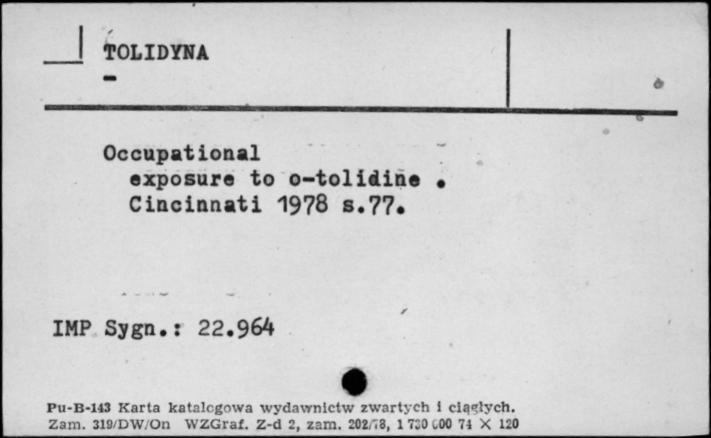 TOLIDYNA
Occupational
exposure to o-tolidine .
Cincinnati 1978 s.77.
IMP Sygn.: 22.964
Pu-B-143 Karta katalogowa wydawnictw zwartych i ciągłych.
Zam. 319/DW/On WZGraf. Z-d 2, zam. 202/78, 1 730 000 74 × 120